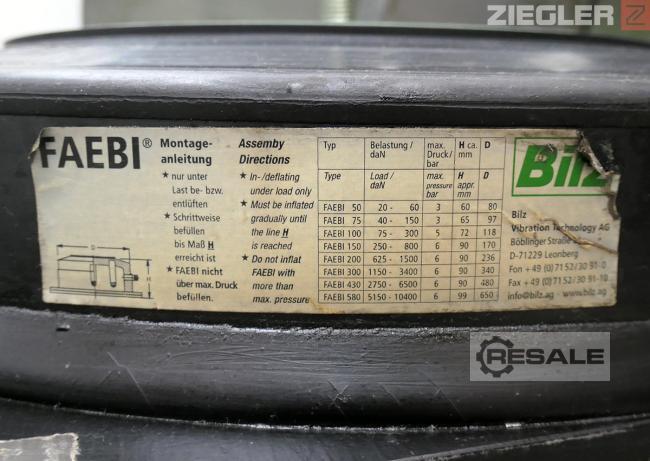 ZIEGLER Z
FAEBI®
Montage-
anleitung
★ nur unter
Last be- bzw.
entlüften
★ Schrittweise
befüllen
bis Maß H
erreicht ist
★ FAEBI nicht
über max. Druck
befüllen.
Assemby
Directions
★ In-/deflating
under load only
★ Must be inflated
gradually until
the line H
is reached
★ Do not inflat
FAEBI with
more than
max. pressure
D
H
Typ Belastung / daN max. Druck / bar H ca. mm D
Type Load / daN max. pressure bar H appr. mm D
FAEBI 50 20 - 60 3 60 80
FAEBI 75 40 - 150 3 65 97
FAEBI 100 75 - 300 5 72 118
FAEBI 150 250 - 800 6 90 170
FAEBI 200 625 - 1500 6 90 236
FAEBI 300 1150 - 3400 6 90 340
FAEBI 430 2750 - 6500 6 90 480
FAEBI 580 5150 - 10400 6 99 650
Bilz
Bilz
Vibration Technology AG
Böblinger Straße
D-71229 Leonberg
Fon +49 (0) 71 52 / 30 91-0
Fax +49 (0) 71 52 / 30 91-10
info@bilz.ag • www.bilz.ag
RESALE